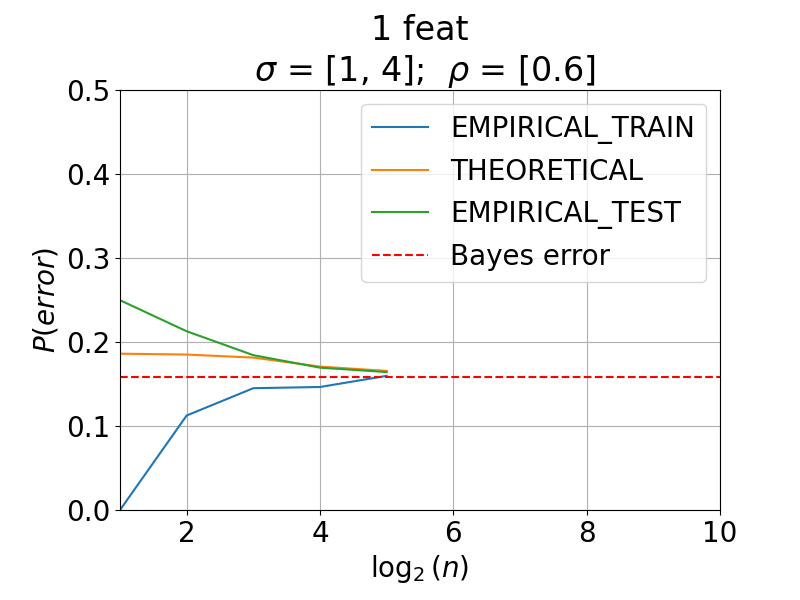 1 feat
σ = [1, 4]; ρ = [0.6]
0.5
0.4
0.3
0.2
0.1
0.0
P(error)
EMPIRICAL_TRAIN
THEORETICAL
EMPIRICAL_TEST
Bayes error
2 4 6 8 10
log₂(n)